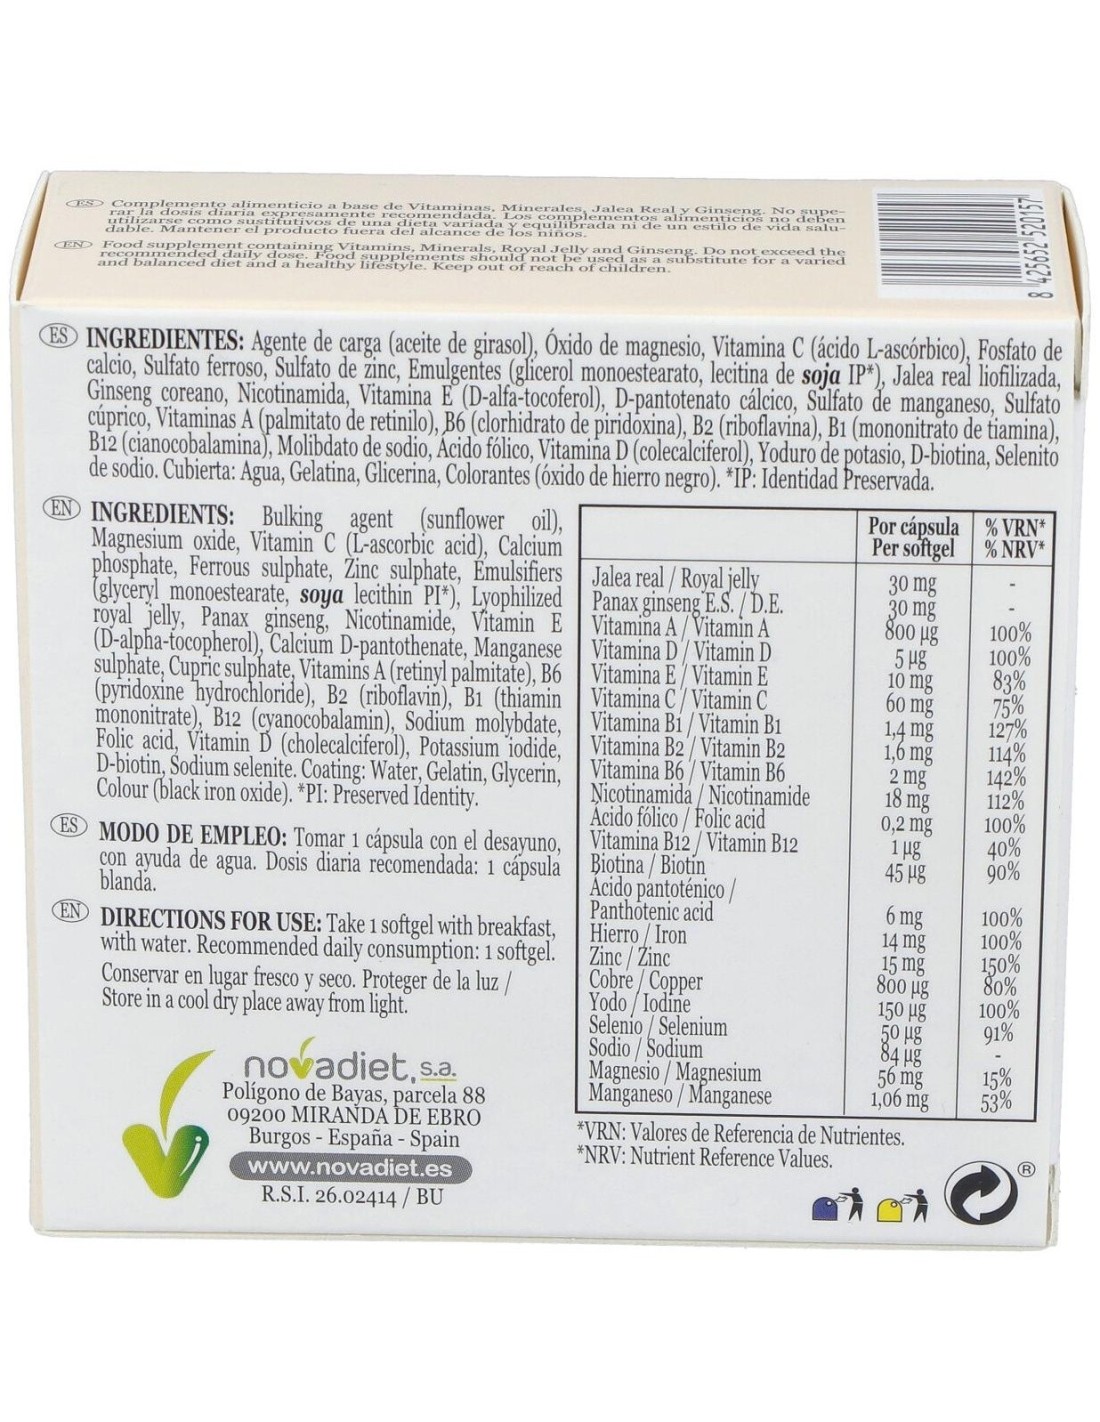 ES Complemento alimenticio a base de Vitaminas, Minerales, Jalea Real y Ginseng. No supe-
rar la dosis diaria expresamente recomendada. Los complementos alimenticios no deben
utilizarse como sustitutivos de una dieta variada y equilibrada ni de un estilo de vida salu-
dable. Mantener el producto fuera del alcance de los niños.
EN Food supplement containing Vitamins, Minerals, Royal Jelly and Ginseng. Do not exceed the
recommended daily dose. Food supplements should not be used as a substitute for a varied
and balanced diet and a healthy lifestyle. Keep out of reach of children.
8 425652 520157
ES INGREDIENTES: Agente de carga (aceite de girasol), Óxido de magnesio, Vitamina C (ácido L-ascórbico), Fosfato de
calcio, Sulfato ferroso, Sulfato de zinc, Emulgentes (glicerol monoestearato, lecitina de soja IP*), Jalea real liofilizada,
Ginseng coreano, Nicotinamida, Vitamina E (D-alfa-tocoferol), D-pantotenato cálcico, Sulfato de manganeso, Sulfato
cúprico, Vitaminas A (palmitato de retinilo), B6 (clorhidrato de piridoxina), B2 (riboflavina), B1 (mononitrato de tiamina),
B12 (cianocobalamina), Molibdato de sodio, Acido fólico, Vitamina D (colecalciferol), Yoduro de potasio, D-biotina, Selenito
de sodio. Cubierta: Agua, Gelatina, Glicerina, Colorantes (óxido de hierro negro). *IP: Identidad Preservada.
EN INGREDIENTS: Bulking agent (sunflower oil),
Magnesium oxide, Vitamin C (L-ascorbic acid), Calcium
phosphate, Ferrous sulphate, Zinc sulphate, Emulsifiers
(glyceryl monoestearate, soya lecithin PI*), Lyophilized
royal jelly, Panax ginseng, Nicotinamide, Vitamin E
(D-alpha-tocopherol), Calcium D-pantothenate, Manganese
sulphate, Cupric sulphate, Vitamins A (retinyl palmitate), B6
(pyridoxine hydrochloride), B2 (riboflavin), B1 (thiamin
mononitrate), B12 (cyanocobalamin), Sodium molybdate,
Folic acid, Vitamin D (cholecalciferol), Potassium iodide,
D-biotin, Sodium selenite. Coating: Water, Gelatin, Glycerin,
Colour (black iron oxide). *PI: Preserved Identity.
ES MODO DE EMPLEO: Tomar 1 cápsula con el desayuno,
con ayuda de agua. Dosis diaria recomendada: 1 cápsula
blanda.
EN DIRECTIONS FOR USE: Take 1 softgel with breakfast,
with water. Recommended daily consumption: 1 softgel.
Conservar en lugar fresco y seco. Proteger de la luz /
Store in a cool dry place away from light.
novadiet, s.a.
Polígono de Bayas, parcela 88
09200 MIRANDA DE EBRO
Burgos - España - Spain
www.novadiet.es
R.S.I. 26.02414 / BU
Por cápsula % VRN*
Per softgel % NRV*
Jalea real / Royal jelly 30 mg -
Panax ginseng E.S. / D.E. 30 mg -
Vitamina A / Vitamin A 800 µg 100%
Vitamina D / Vitamin D 5 µg 100%
Vitamina E / Vitamin E 10 mg 83%
Vitamina C / Vitamin C 60 mg 75%
Vitamina B1 / Vitamin B1 1,4 mg 127%
Vitamina B2 / Vitamin B2 1,6 mg 114%
Vitamina B6 / Vitamin B6 2 mg 142%
Nicotinamida / Nicotinamide 18 mg 112%
Ácido fólico / Folic acid 0,2 mg 100%
Vitamina B12 / Vitamin B12 1 µg 40%
Biotina / Biotin 45 µg 90%
Ácido pantoténico /
Panthotenic acid 6 mg 100%
Hierro / Iron 14 mg 100%
Zinc / Zinc 15 mg 150%
Cobre / Copper 800 µg 80%
Yodo / Iodine 150 µg 100%
Selenio / Selenium 50 µg 91%
Sodio / Sodium 84 µg -
Magnesio / Magnesium 56 mg 15%
Manganeso / Manganese 1,06 mg 53%
*VRN: Valores de Referencia de Nutrientes.
*NRV: Nutrient Reference Values.
®